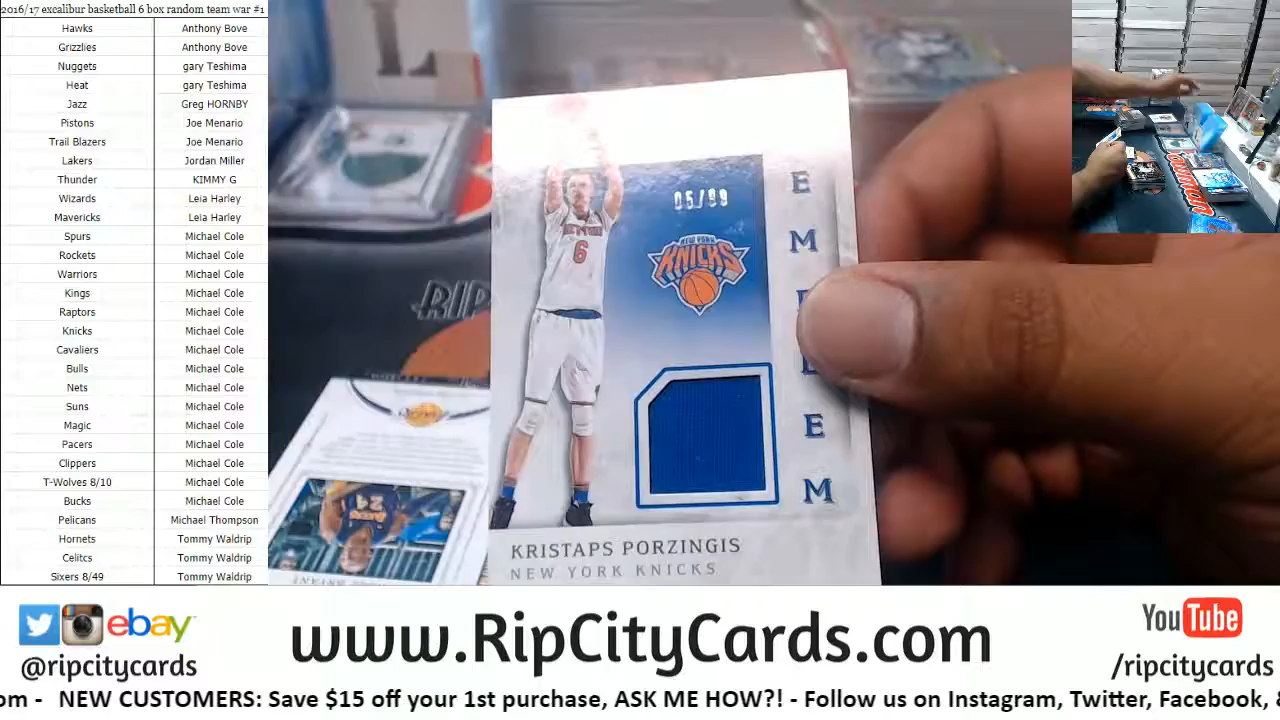 2016/17 excalibur basketball 6 box random team war #1
Hawks Anthony Bove
Grizzlies Anthony Bove
Nuggets gary Teshima
Heat gary Teshima
Jazz Greg HORNBY
Pistons Joe Menario
Trail Blazers Joe Menario
Lakers Jordan Miller
Thunder KIMMY G
Wizards Leia Harley
Mavericks Leia Harley
Spurs Michael Cole
Rockets Michael Cole
Warriors Michael Cole
Kings Michael Cole
Raptors Michael Cole
Knicks Michael Cole
Cavaliers Michael Cole
Bulls Michael Cole
Nets Michael Cole
Suns Michael Cole
Magic Michael Cole
Pacers Michael Cole
Clippers Michael Cole
T-Wolves 8/10 Michael Cole
Bucks Michael Cole
Pelicans Michael Thompson
Hornets Tommy Waldrip
Celitcs Tommy Waldrip
Sixers 8/49 Tommy Waldrip
05/99
NEW YORK
KNICKS
6
E
M
E
M
KRISTAPS PORZINGIS
NEW YORK KNICKS
RIP
24
ebay
@ripcitycards
www.RipCityCards.com
YouTube
/ripcitycards
om - NEW CUSTOMERS: Save $15 off your 1st purchase, ASK ME HOW?! - Follow us on Instagram, Twitter, Facebook, &